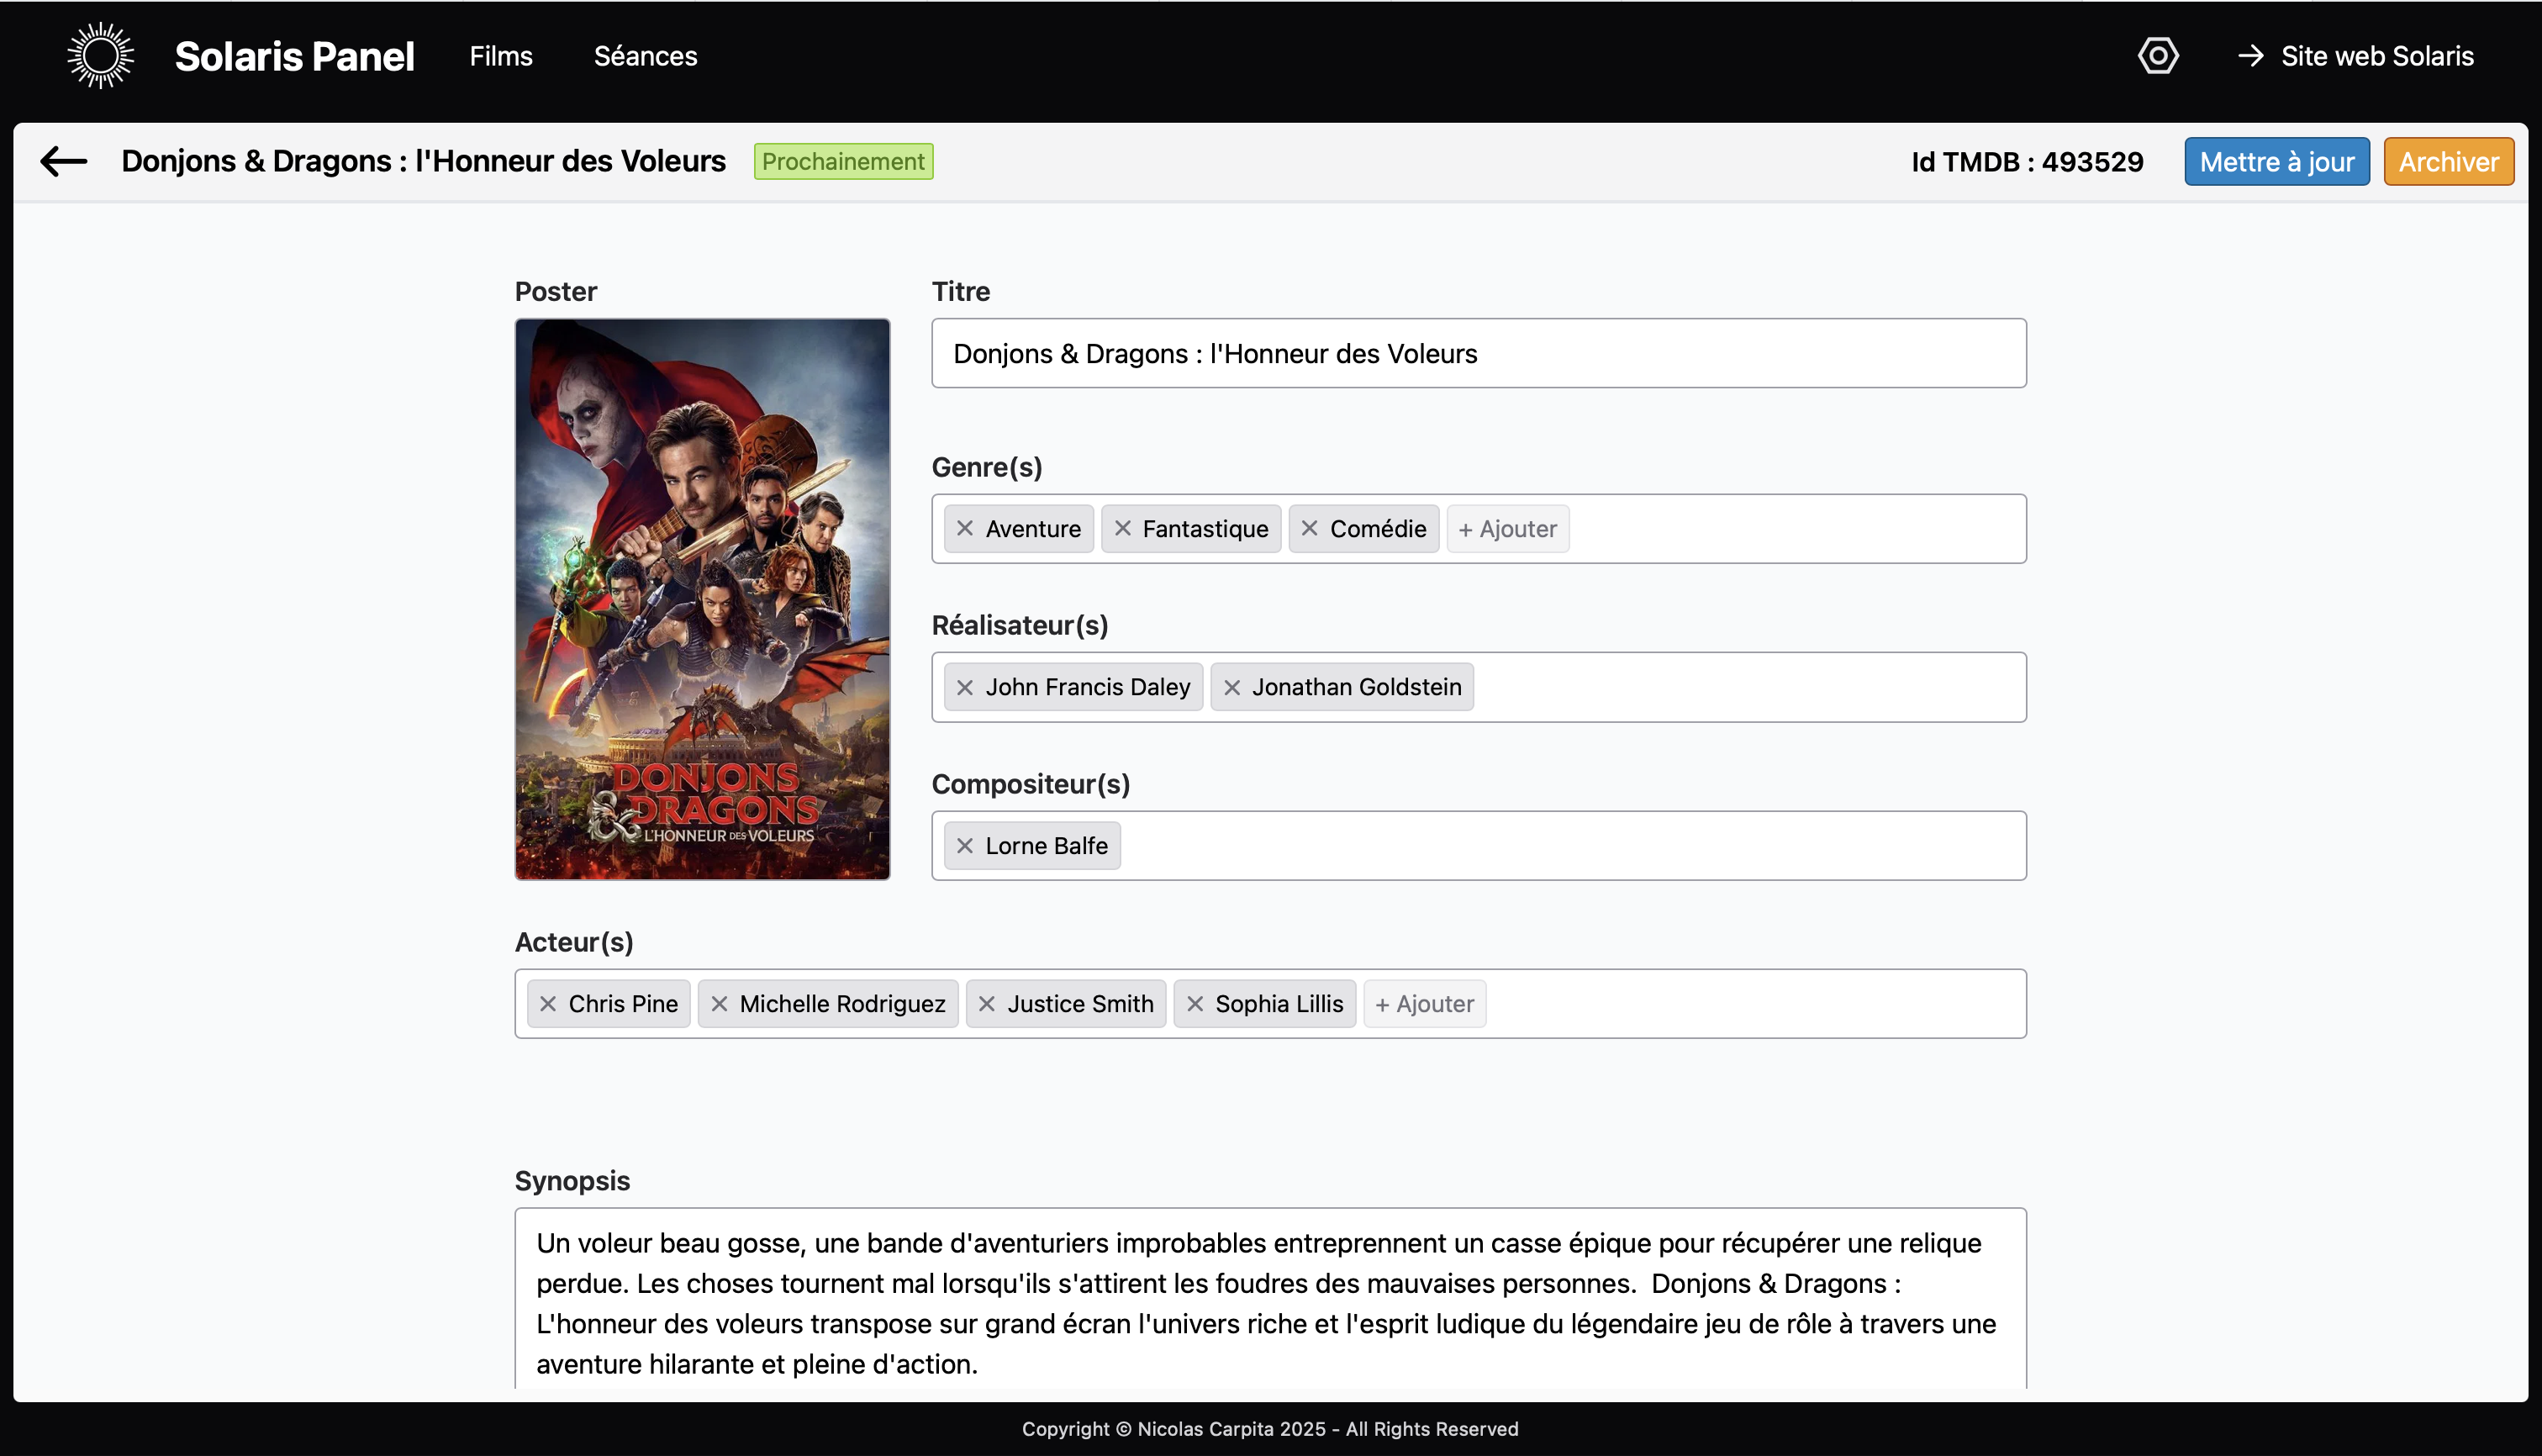 Solaris Panel Films Séances Site web Solaris
Donjons & Dragons : l'Honneur des Voleurs Prochainement Id TMDB : 493529 Mettre à jour Archiver
Poster
DONJONS
& DRAGONS
L'HONNEUR DES VOLEURS
Titre
Donjons & Dragons : l'Honneur des Voleurs
Genre(s)
Aventure Fantastique Comédie + Ajouter
Réalisateur(s)
John Francis Daley Jonathan Goldstein
Compositeur(s)
Lorne Balfe
Acteur(s)
Chris Pine Michelle Rodriguez Justice Smith Sophia Lillis + Ajouter
Synopsis
Un voleur beau gosse, une bande d'aventuriers improbables entreprennent un casse épique pour récupérer une relique
perdue. Les choses tournent mal lorsqu'ils s'attirent les foudres des mauvaises personnes.  Donjons & Dragons :
L'honneur des voleurs transpose sur grand écran l'univers riche et l'esprit ludique du légendaire jeu de rôle à travers une
aventure hilarante et pleine d'action.
Copyright © Nicolas Carpita 2025 - All Rights Reserved